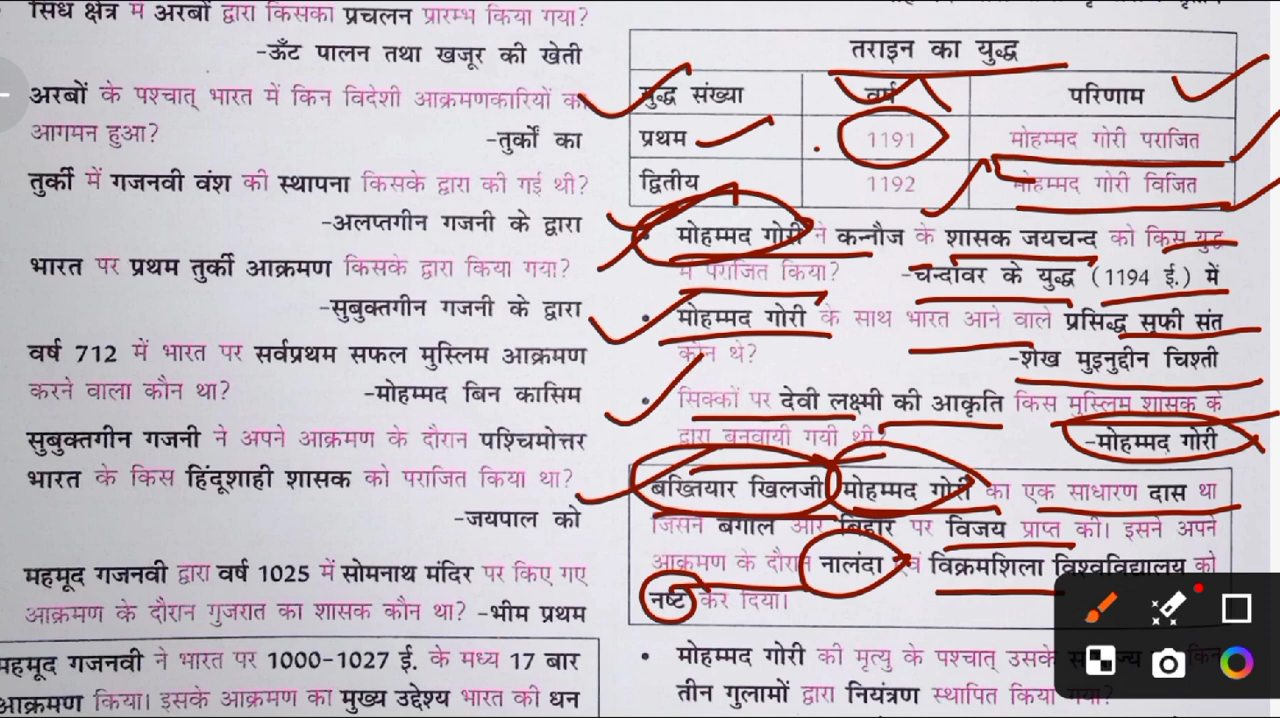 सिंध क्षेत्र में अरबों द्वारा किसका प्रचलन प्रारम्भ किया गया?
-ऊँट पालन तथा खजूर की खेती
अरबों के पश्चात् भारत में किन विदेशी आक्रमणकारियों का
आगमन हुआ?
-तुर्कों का
तुर्की में गजनवी वंश की स्थापना किसके द्वारा की गई थी?
-अलप्तगीन गजनी के द्वारा
भारत पर प्रथम तुर्की आक्रमण किसके द्वारा किया गया?
-सुबुक्तगीन गजनी के द्वारा
वर्ष 712 में भारत पर सर्वप्रथम सफल मुस्लिम आक्रमण
करने वाला कौन था?
-मोहम्मद बिन कासिम
सुबुक्तगीन गजनी ने अपने आक्रमण के दौरान पश्चिमोत्तर
भारत के किस हिंदूशाही शासक को पराजित किया था?
-जयपाल को
महमूद गजनवी द्वारा वर्ष 1025 में सोमनाथ मंदिर पर किए गए
आक्रमण के दौरान गुजरात का शासक कौन था? -भीम प्रथम
महमूद गजनवी ने भारत पर 1000-1027 ई. के मध्य 17 बार
आक्रमण किया। इसके आक्रमण का मुख्य उद्देश्य भारत की धन
तराइन का युद्ध
युद्ध संख्या वर्ष परिणाम
प्रथम 1191 मोहम्मद गोरी पराजित
द्वितीय 1192 मोहम्मद गोरी विजित
• मोहम्मद गोरी ने कन्नौज के शासक जयचन्द को किस युद्ध
में पराजित किया? -चन्दावर के युद्ध (1194 ई.) में
• मोहम्मद गोरी के साथ भारत आने वाले प्रसिद्ध सूफी संत
कौन थे?
-शेख मुइनुद्दीन चिश्ती
• सिक्कों पर देवी लक्ष्मी की आकृति किस मुस्लिम शासक के
द्वारा बनवायी गयी थी?
-मोहम्मद गोरी
बख्तियार खिलजी मोहम्मद गोरी का एक साधारण दास था
जिसने बंगाल और बिहार पर विजय प्राप्त की। इसने अपने
आक्रमण के दौरान नालंदा एवं विक्रमशिला विश्वविद्यालय को
नष्ट कर दिया।
• मोहम्मद गोरी की मृत्यु के पश्चात् उसके
तीन गुलामों द्वारा नियंत्रण स्थापित किया गया?